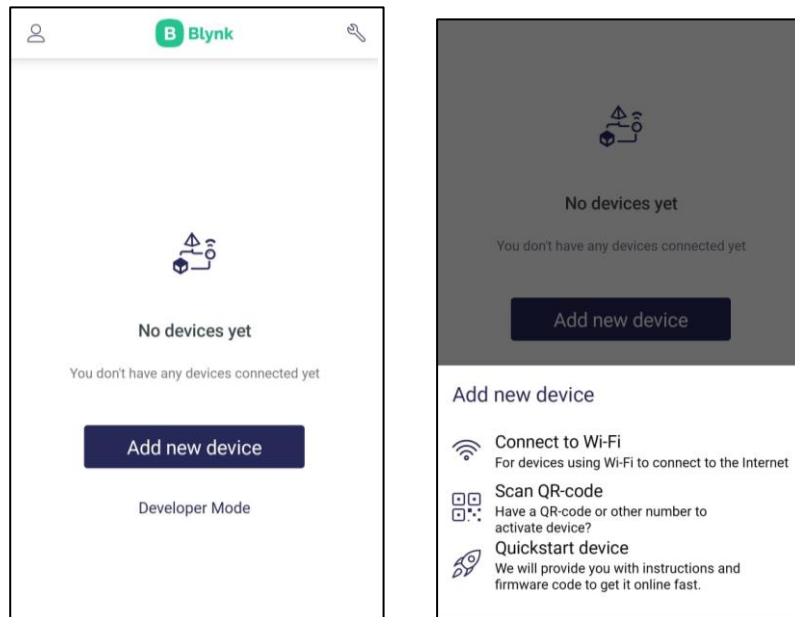 B Blynk
No devices yet
You don't have any devices connected yet
Add new device
Developer Mode
No devices yet
You don't have any devices connected yet
Add new device
Add new device
Connect to Wi-Fi
For devices using Wi-Fi to connect to the Internet
Scan QR-code
Have a QR-code or other number to
activate device?
Quickstart device
We will provide you with instructions and
firmware code to get it online fast.